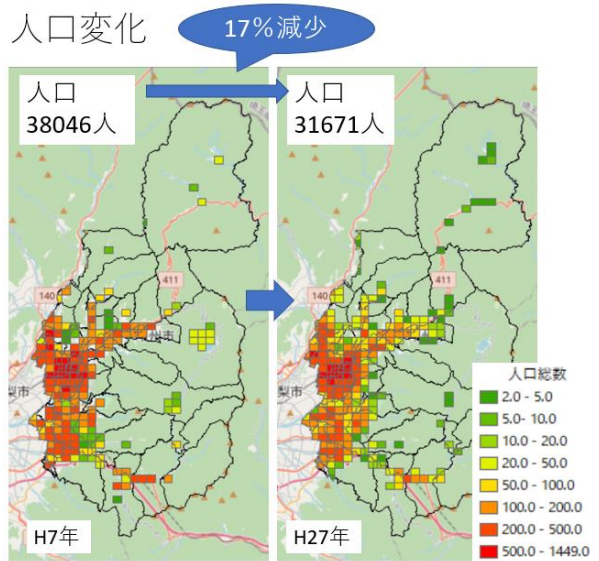 人口変化
17％減少
人口
38046人
人口
31671人
411
411
140
140
州市
梨市
梨市
人口総数
2.0 - 5.0
5.0- 10.0
10.0 - 20.0
20.0 - 50.0
50.0 - 100.0
100.0 - 200.0
200.0 - 500.0
500.0 - 1449.0
H7年
H27年